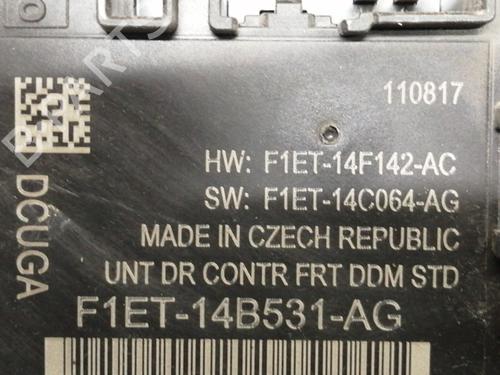 110817
HW: F1ET-14F142-AC
SW: F1ET-14C064-AG
MADE IN CZECH REPUBLIC
UNT DR CONTR FRT DDM STD
F1ET-14B531-AG
DCUGA